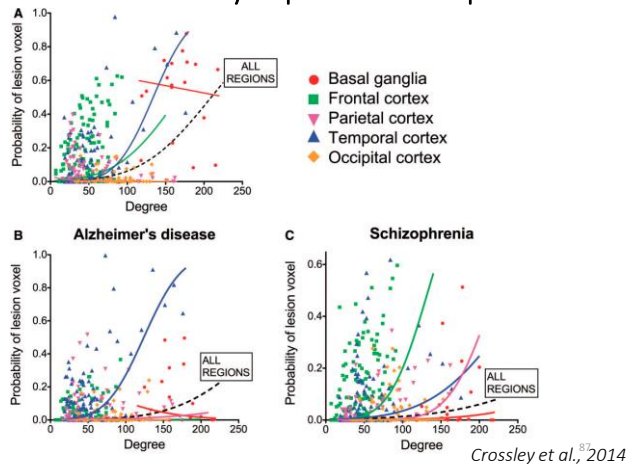 A
Probability of lesion voxel
1.0
0.8
0.6
0.4
0.2
0.0
0 50 100 150 200 250
Degree
ALL
REGIONS
Basal ganglia
Frontal cortex
Parietal cortex
Temporal cortex
Occipital cortex
B Alzheimer's disease
Probability of lesion voxel
1.0
0.8
0.6
0.4
0.2
0.0
0 50 100 150 200 250
Degree
ALL
REGIONS
C Schizophrenia
Probability of lesion voxel
0.6
0.4
0.2
0.0
0 50 100 150 200 250
Degree
ALL
REGIONS
87
Crossley et al., 2014